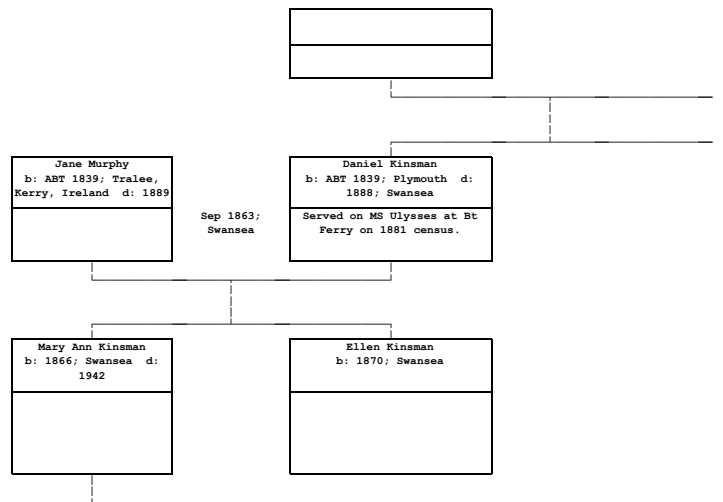 Jane Murphy
b: ABT 1839; Tralee,
Kerry, Ireland d: 1889
Sep 1863;
Swansea
Daniel Kinsman
b: ABT 1839; Plymouth d:
1888; Swansea
Served on MS Ulysses at Bt
Ferry on 1881 census.
Mary Ann Kinsman
b: 1866; Swansea d:
1942
Ellen Kinsman
b: 1870; Swansea